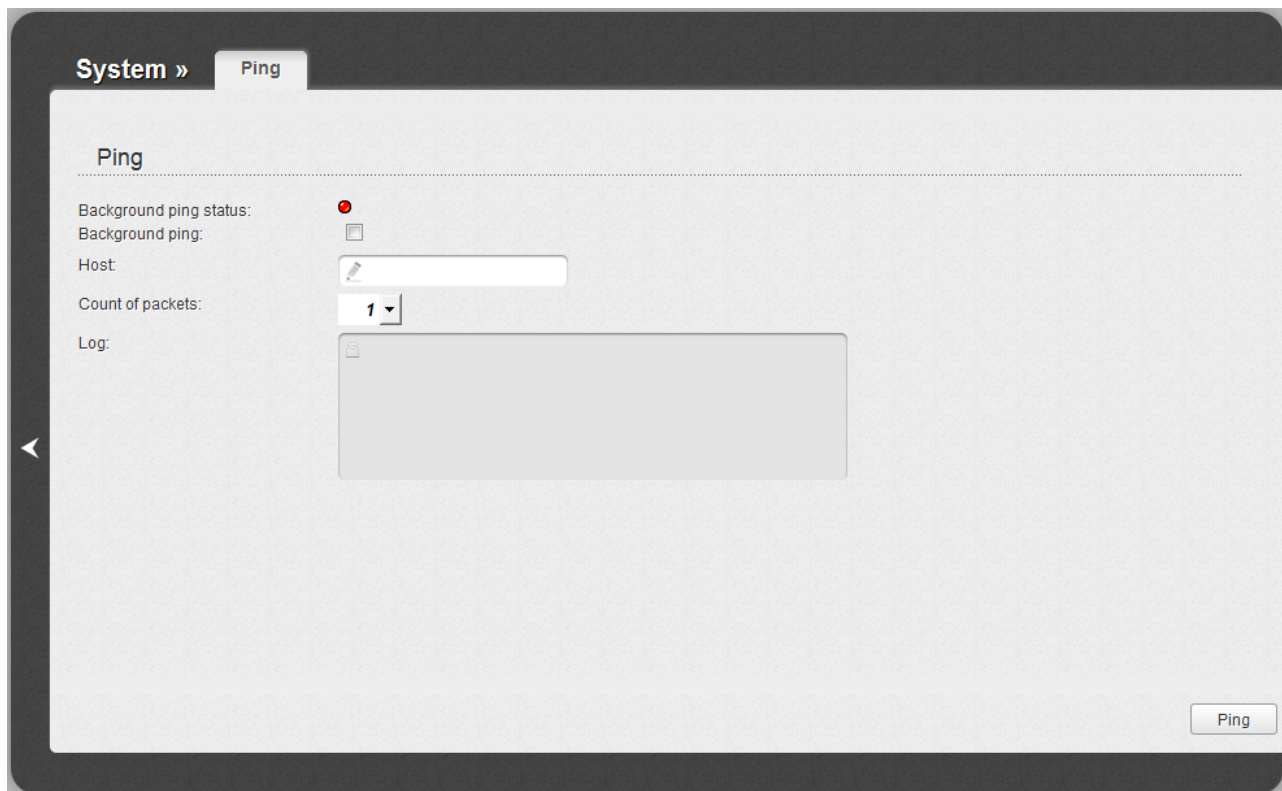 System » Ping
Ping
Background ping status:
Background ping:
Host:
Count of packets: 1
Log:
Ping